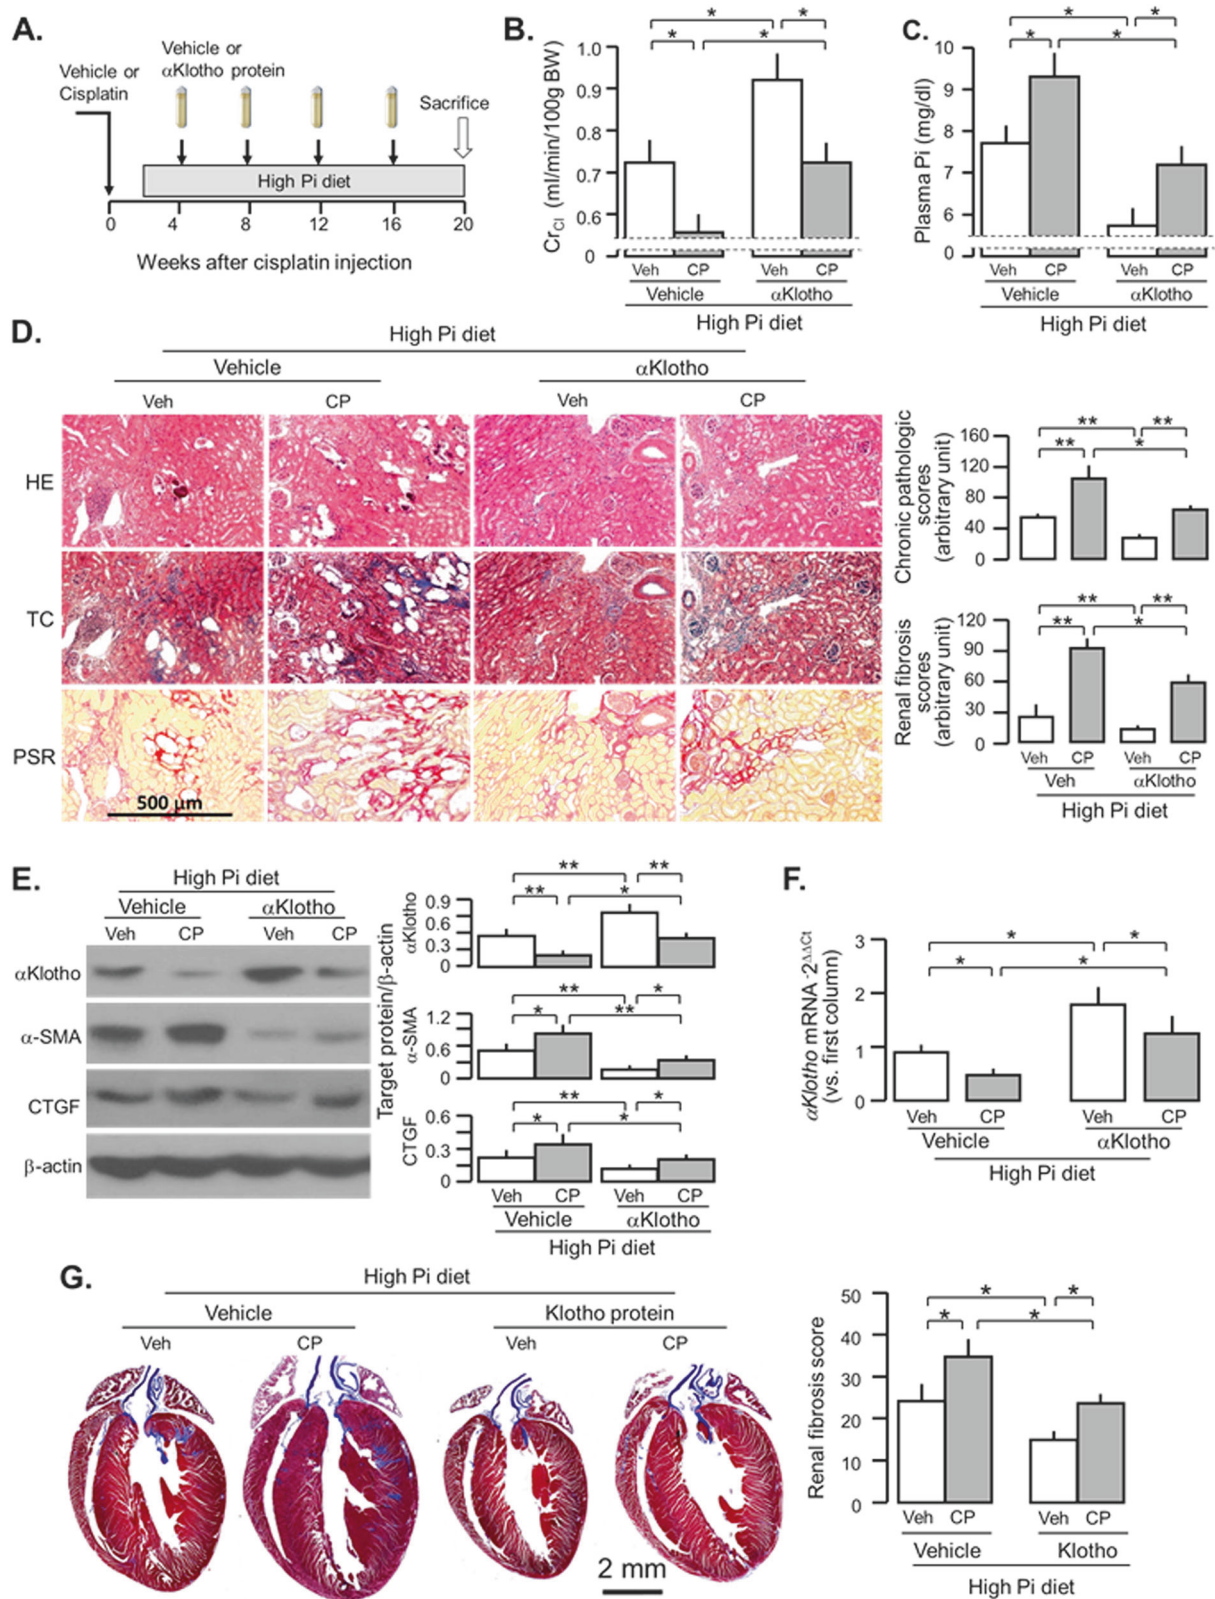 A.
Vehicle or
Cisplatin
Vehicle or
αKlotho protein
Sacrifice
High Pi diet
0 4 8 12 16 20
Weeks after cisplatin injection
B.
* *
* *
Cr_Cl (ml/min/100g BW)
1.0
0.9
0.8
0.7
0.6
0
Veh CP Veh CP
Vehicle αKlotho
High Pi diet
C.
* *
* *
Plasma Pi (mg/dl)
10
9
8
7
6
0
Veh CP Veh CP
Vehicle αKlotho
High Pi diet
D.
High Pi diet
Vehicle αKlotho
Veh CP Veh CP
HE
TC
PSR
500 µm
Chronic pathologic
scores
(arbitrary unit)
160
120
80
40
0
** **
** *
Renal fibrosis
scores
(arbitrary unit)
120
90
60
30
0
** **
** *
Veh CP Veh CP
Veh αKlotho
High Pi diet
E.
High Pi diet
Vehicle αKlotho
Veh CP Veh CP
αKlotho
α-SMA
CTGF
β-actin
Target protein/β-actin
αKlotho
0.9
0.6
0.3
0
** **
** *
α-SMA
1.2
0.6
0
** *
* **
CTGF
0.6
0.3
0
** *
* *
Veh CP Veh CP
Vehicle αKlotho
High Pi diet
F.
αKlotho mRNA -2ΔΔCt
(vs. first column)
3
2
1
0
* *
* *
Veh CP Veh CP
Vehicle αKlotho
High Pi diet
G.
High Pi diet
Vehicle Klotho protein
Veh CP Veh CP
2 mm
Renal fibrosis score
50
40
30
20
10
0
* *
* *
Veh CP Veh CP
Vehicle Klotho
High Pi diet